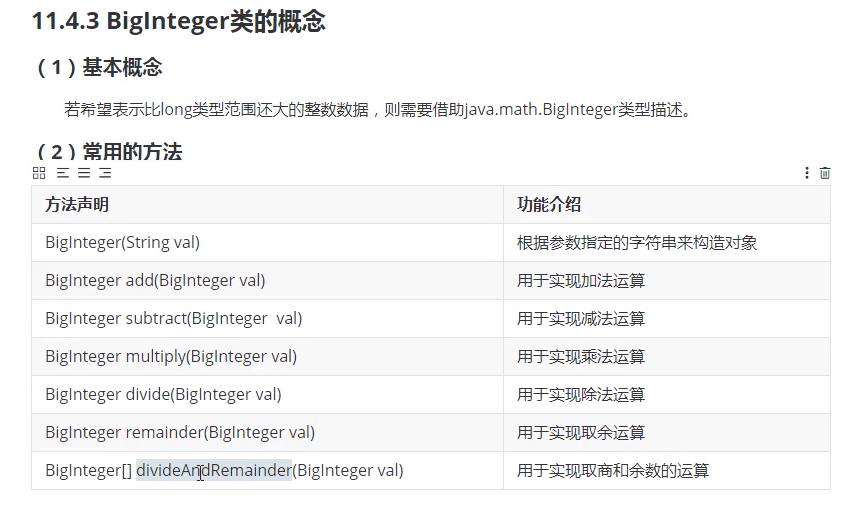 11.4.3 BigInteger类的概念
（1）基本概念
若希望表示比long类型范围还大的整数数据，则需要借助java.math.BigInteger类型描述。
（2）常用的方法
方法声明 功能介绍
BigInteger(String val) 根据参数指定的字符串来构造对象
BigInteger add(BigInteger val) 用于实现加法运算
BigInteger subtract(BigInteger  val) 用于实现减法运算
BigInteger multiply(BigInteger val) 用于实现乘法运算
BigInteger divide(BigInteger val) 用于实现除法运算
BigInteger remainder(BigInteger val) 用于实现取余运算
BigInteger[] divideAndRemainder(BigInteger val) 用于实现取商和余数的运算